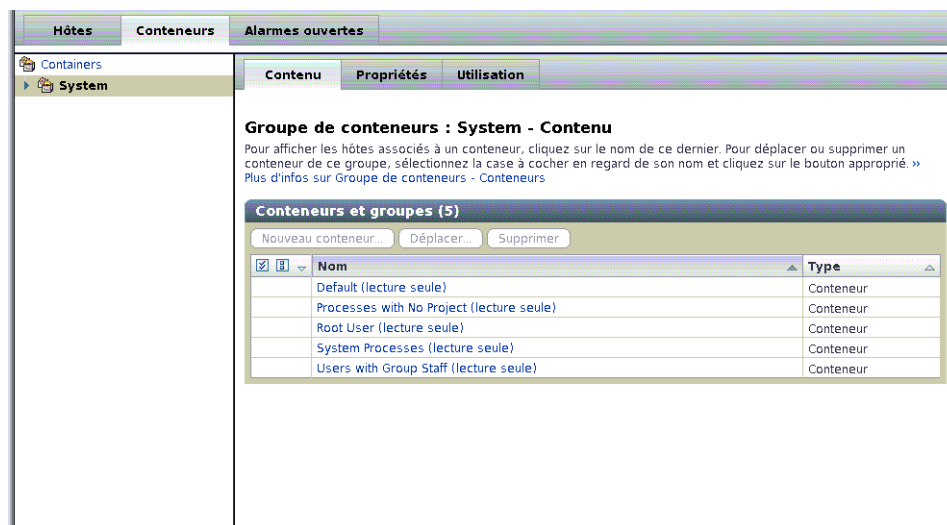 Hôtes Conteneurs Alarmes ouvertes
Containers
System
Contenu Propriétés Utilisation
Groupe de conteneurs : System - Contenu
Pour afficher les hôtes associés à un conteneur, cliquez sur le nom de ce dernier. Pour déplacer ou supprimer un
conteneur de ce groupe, sélectionnez la case à cocher en regard de son nom et cliquez sur le bouton approprié. »
Plus d'infos sur Groupe de conteneurs - Conteneurs
Conteneurs et groupes (5)
Nouveau conteneur... Déplacer... Supprimer
Nom Type
Default (lecture seule) Conteneur
Processes with No Project (lecture seule) Conteneur
Root User (lecture seule) Conteneur
System Processes (lecture seule) Conteneur
Users with Group Staff (lecture seule) Conteneur